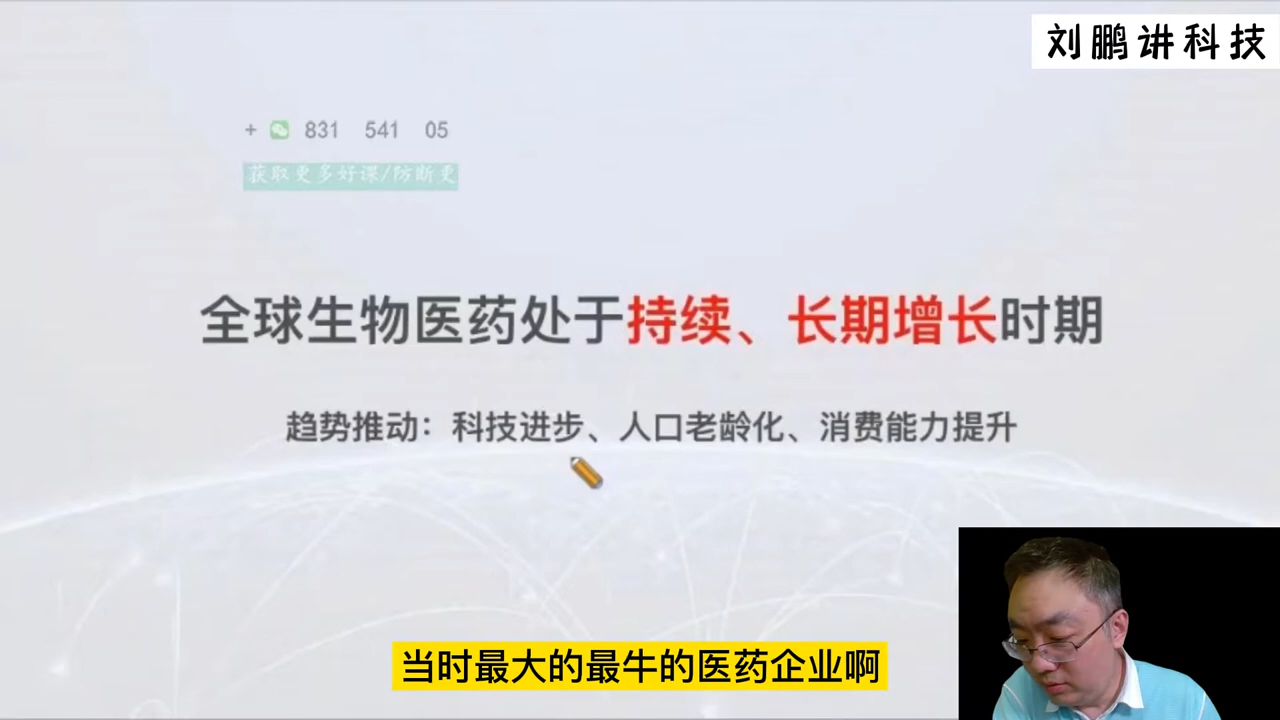 刘鹏讲科技
+ 831 541 05
获取更多好课/防断更
全球生物医药处于持续、长期增长时期
趋势推动：科技进步、人口老龄化、消费能力提升
当时最大的最牛的医药企业啊